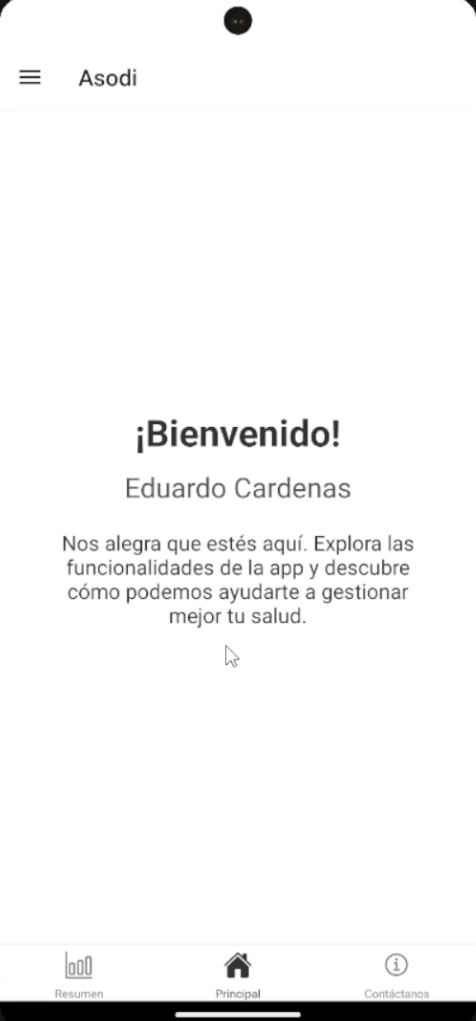 Asodi
¡Bienvenido!
Eduardo Cardenas
Nos alegra que estés aquí. Explora las
funcionalidades de la app y descubre
cómo podemos ayudarte a gestionar
mejor tu salud.
Resumen
Principal
Contáctanos